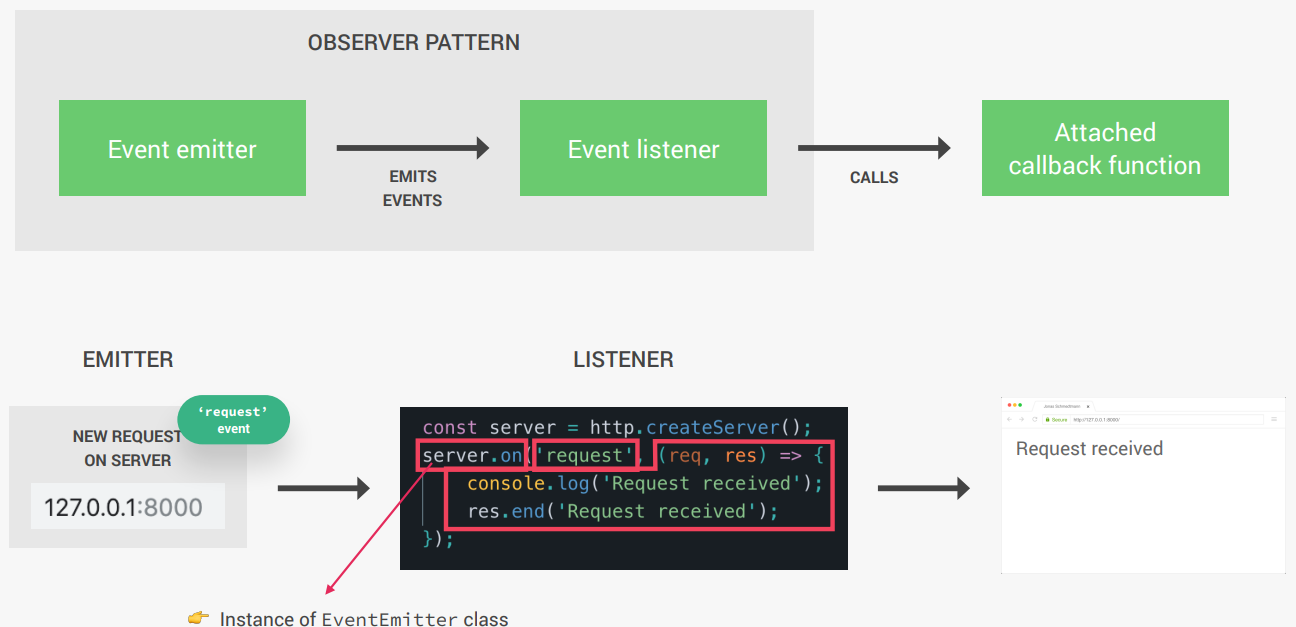 OBSERVER PATTERN
Event emitter
EMITS
EVENTS
Event listener
CALLS
Attached
callback function
EMITTER
LISTENER
‘request’
event
NEW REQUEST
ON SERVER
127.0.0.1:8000
const server = http.createServer();
server.on('request', (req, res) => {
console.log('Request received');
res.end('Request received');
});
Jonas Schmedtmann
Secure http://127.0.0.1:8000/
Request received
👉 Instance of EventEmitter class